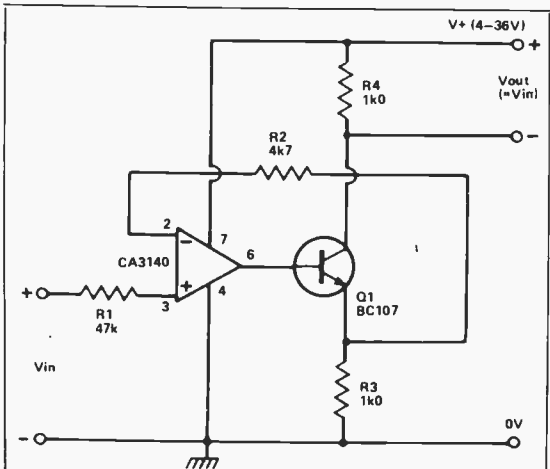 V+ (4-36V)
+
R4
1k0
Vout
(=Vin)
-
R2
4k7
2
-
7
CA3140
6
+
4
3
+
R1
47k
Q1
BC107
Vin
R3
1k0
-
0V